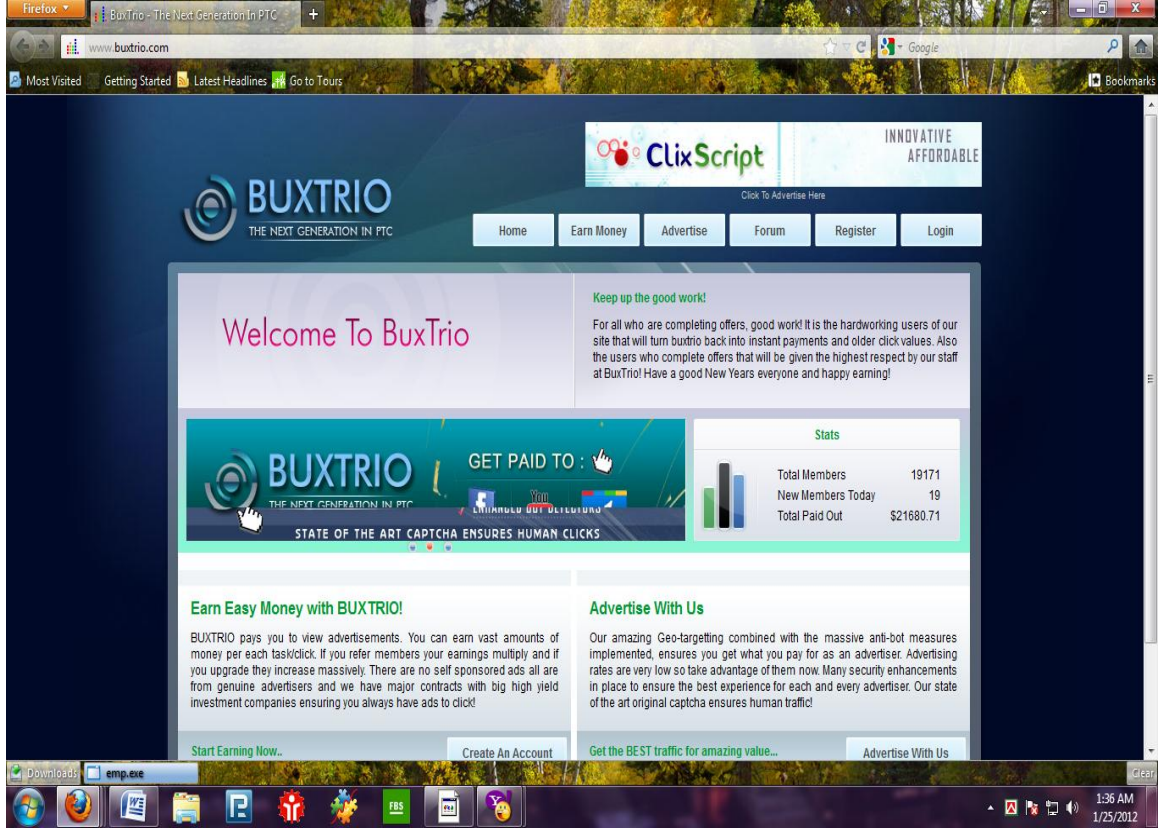 Firefox
BuxTrio - The Next Generation In PTC
+
www.buxtrio.com
Google
Most Visited
Getting Started
Latest Headlines
Go to Tours
Bookmarks
ClixScript
INNOVATIVE
AFFORDABLE
Click To Advertise Here
BUXTRIO
THE NEXT GENERATION IN PTC
Home
Earn Money
Advertise
Forum
Register
Login
Welcome To BuxTrio
Keep up the good work!
For all who are completing offers, good work! It is the hardworking users of our
site that will turn buxtrio back into instant payments and older click values. Also
the users who complete offers that will be given the highest respect by our staff
at BuxTrio! Have a good New Years everyone and happy earning!
BUXTRIO
THE NEXT GENERATION IN PTC
GET PAID TO :
You
STATE OF THE ART CAPTCHA ENSURES HUMAN CLICKS
Stats
Total Members 19171
New Members Today 19
Total Paid Out $21680.71
Earn Easy Money with BUXTRIO!
BUXTRIO pays you to view advertisements. You can earn vast amounts of
money per each task/click. If you refer members your earnings multiply and if
you upgrade they increase massively. There are no self sponsored ads all are
from genuine advertisers and we have major contracts with big high yield
investment companies ensuring you always have ads to click!
Start Earning Now..
Create An Account
Advertise With Us
Our amazing Geo-targetting combined with the massive anti-bot measures
implemented, ensures you get what you pay for as an advertiser. Advertising
rates are very low so take advantage of them now. Many security enhancements
in place to ensure the best experience for each and every advertiser. Our state
of the art original captcha ensures human traffic!
Get the BEST traffic for amazing value...
Advertise With Us
Downloads
emp.exe
Clear
FBS
1:36 AM
1/25/2012